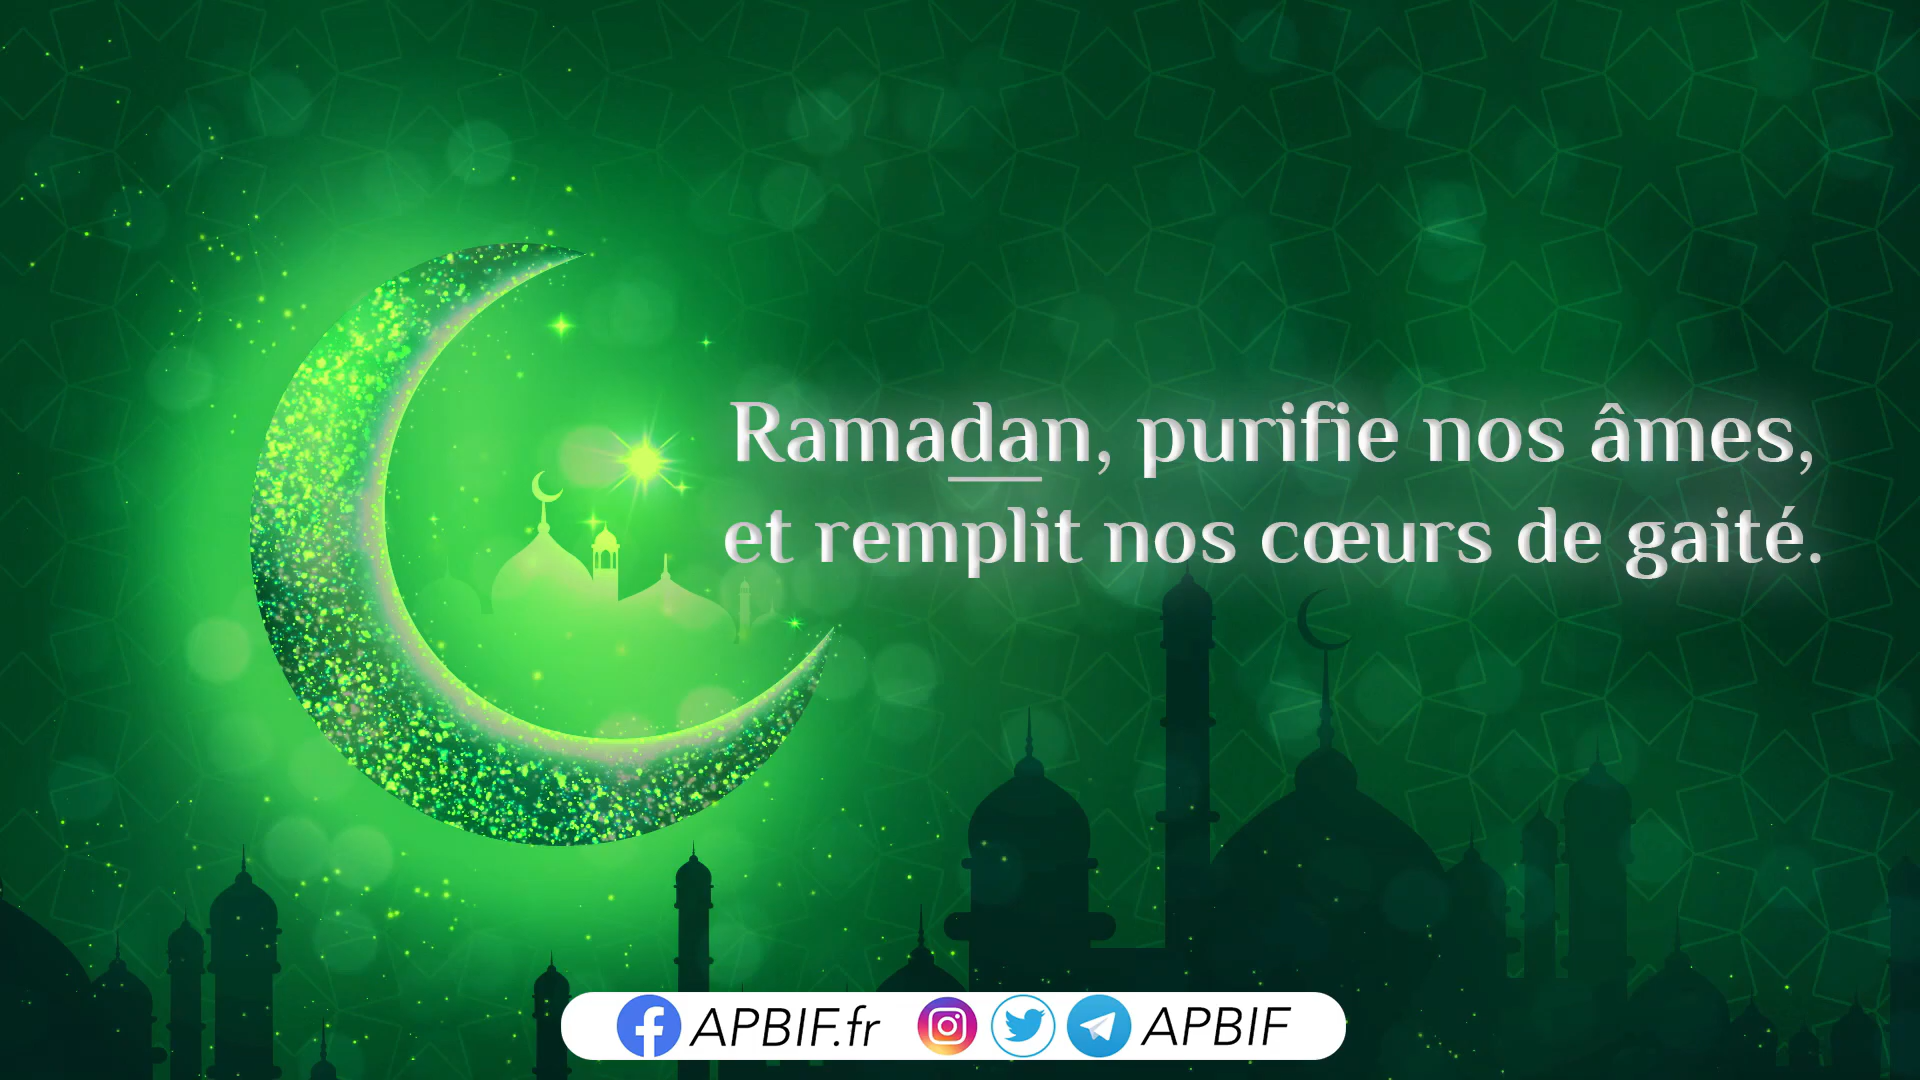 Ramadan, purifie nos âmes,
et remplit nos cœurs de gaité.
APBIF.fr APBIF